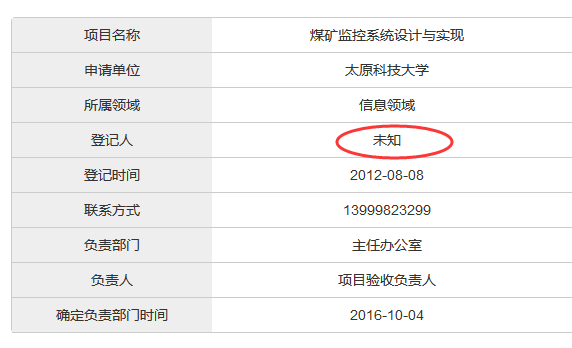 项目名称 煤矿监控系统设计与实现
申请单位 太原科技大学
所属领域 信息领域
登记人 未知
登记时间 2012-08-08
联系方式 13999823299
负责部门 主任办公室
负责人 项目验收负责人
确定负责部门时间 2016-10-04